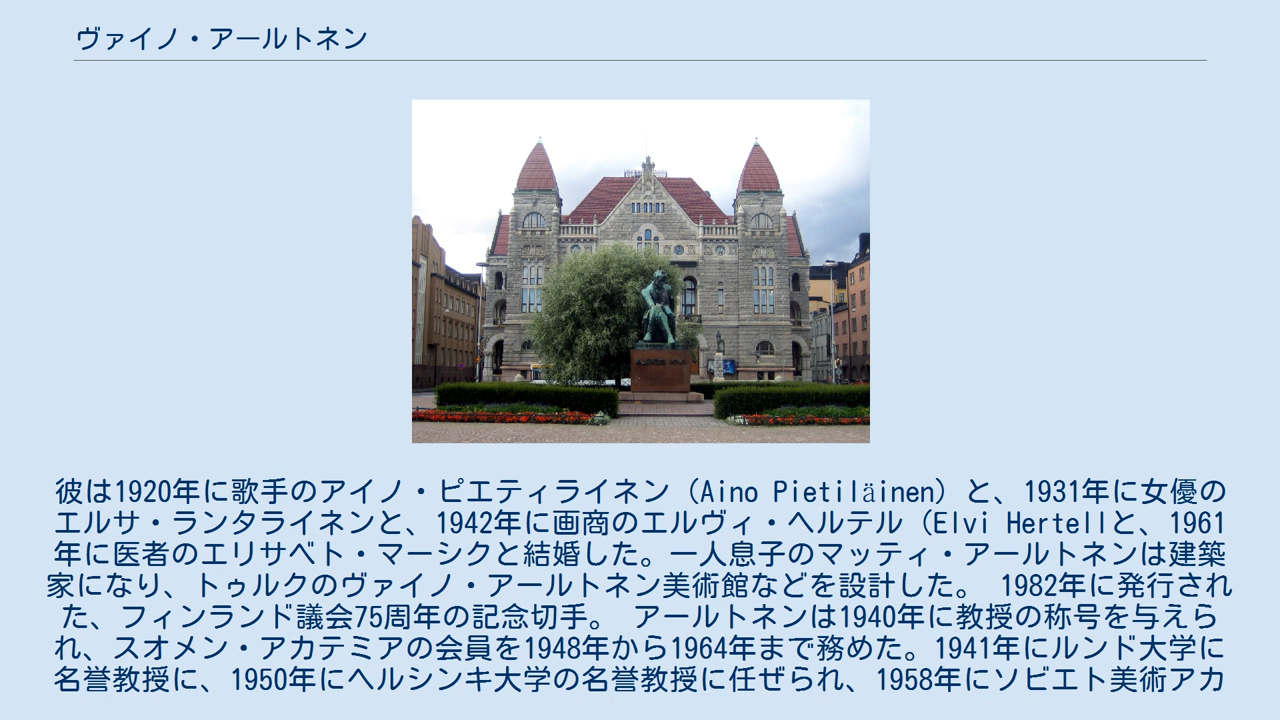 ヴァイノ・アールトネン
彼は1920年に歌手のアイノ・ピエティライネン（Aino Pietiläinen）と、1931年に女優の
エルサ・ランタライネンと、1942年に画商のエルヴィ・ヘルテル（Elvi Hertellと、1961
年に医者のエリサベト・マーシクと結婚した。一人息子のマッティ・アールトネンは建築
家になり、トゥルクのヴァイノ・アールトネン美術館などを設計した。 1982年に発行され
た、フィンランド議会75周年の記念切手。 アールトネンは1940年に教授の称号を与えら
れ、スオメン・アカテミアの会員を1948年から1964年まで務めた。1941年にルンド大学に
名誉教授に、1950年にヘルシンキ大学の名誉教授に任ぜられ、1958年にソビエト美術アカ